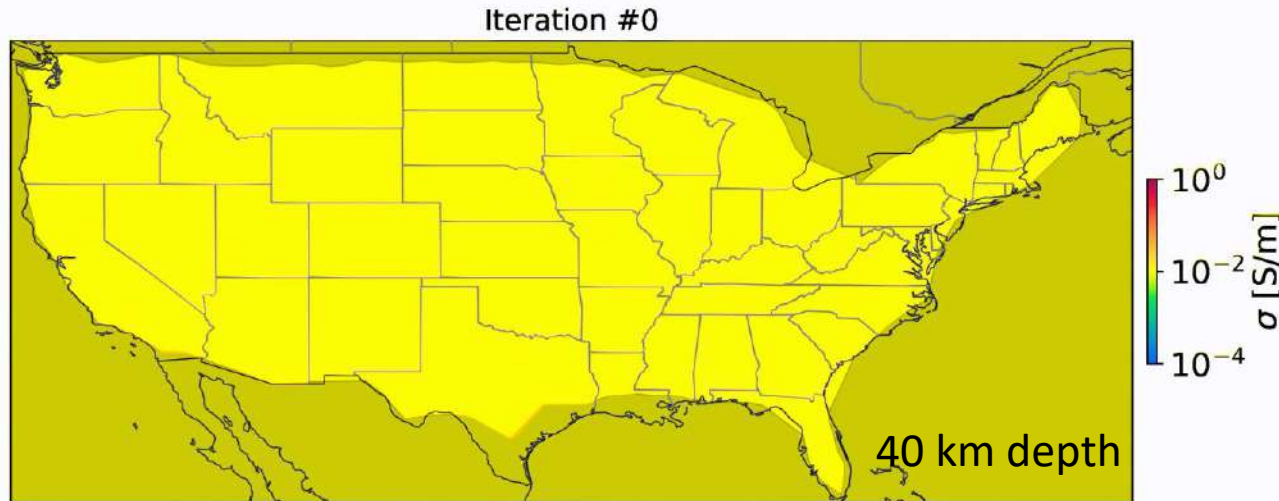 Iteration #0
10⁰
10⁻²
10⁻⁴
σ [S/m]
40 km depth